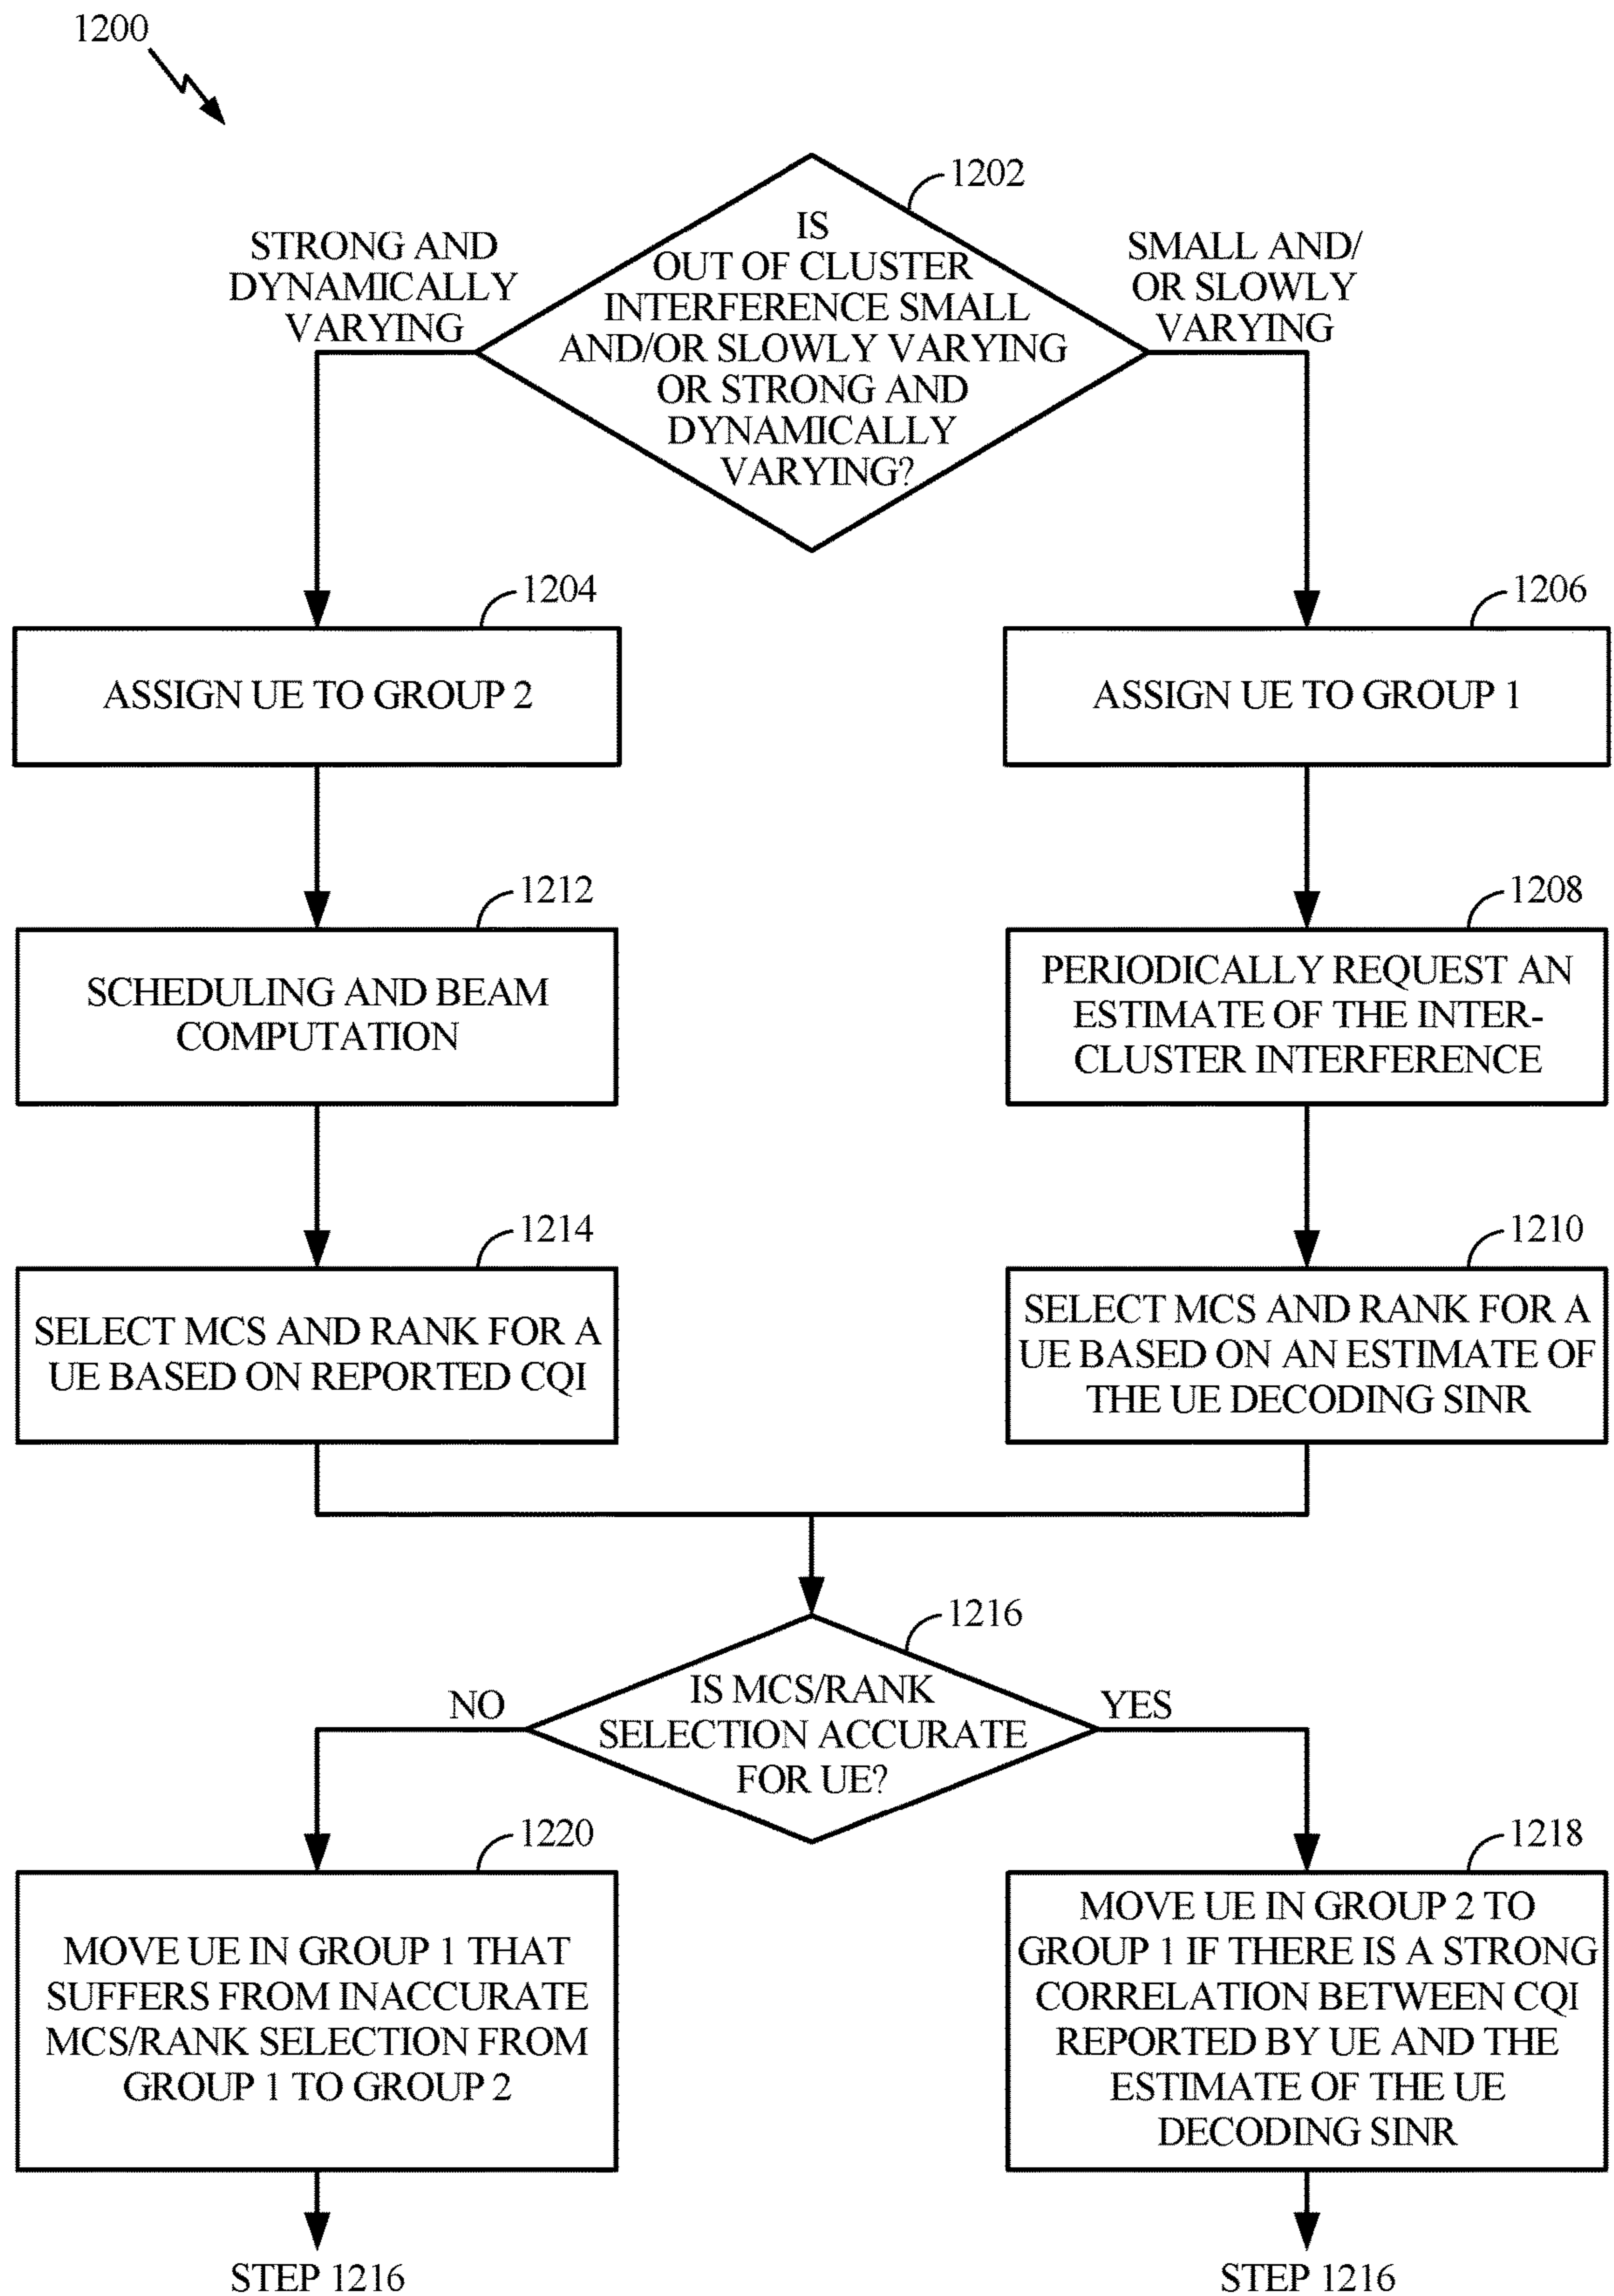 1200
1202
IS
OUT OF CLUSTER
INTERFERENCE SMALL
AND/OR SLOWLY VARYING
OR STRONG AND
DYNAMICALLY
VARYING?
STRONG AND
DYNAMICALLY
VARYING
SMALL AND/
OR SLOWLY
VARYING
1204
ASSIGN UE TO GROUP 2
1206
ASSIGN UE TO GROUP 1
1212
SCHEDULING AND BEAM
COMPUTATION
1208
PERIODICALLY REQUEST AN
ESTIMATE OF THE INTER-
CLUSTER INTERFERENCE
1214
SELECT MCS AND RANK FOR A
UE BASED ON REPORTED CQI
1210
SELECT MCS AND RANK FOR A
UE BASED ON AN ESTIMATE OF
THE UE DECODING SINR
1216
IS MCS/RANK
SELECTION ACCURATE
FOR UE?
NO
YES
1220
MOVE UE IN GROUP 1 THAT
SUFFERS FROM INACCURATE
MCS/RANK SELECTION FROM
GROUP 1 TO GROUP 2
1218
MOVE UE IN GROUP 2 TO
GROUP 1 IF THERE IS A STRONG
CORRELATION BETWEEN CQI
REPORTED BY UE AND THE
ESTIMATE OF THE UE
DECODING SINR
STEP 1216
STEP 1216